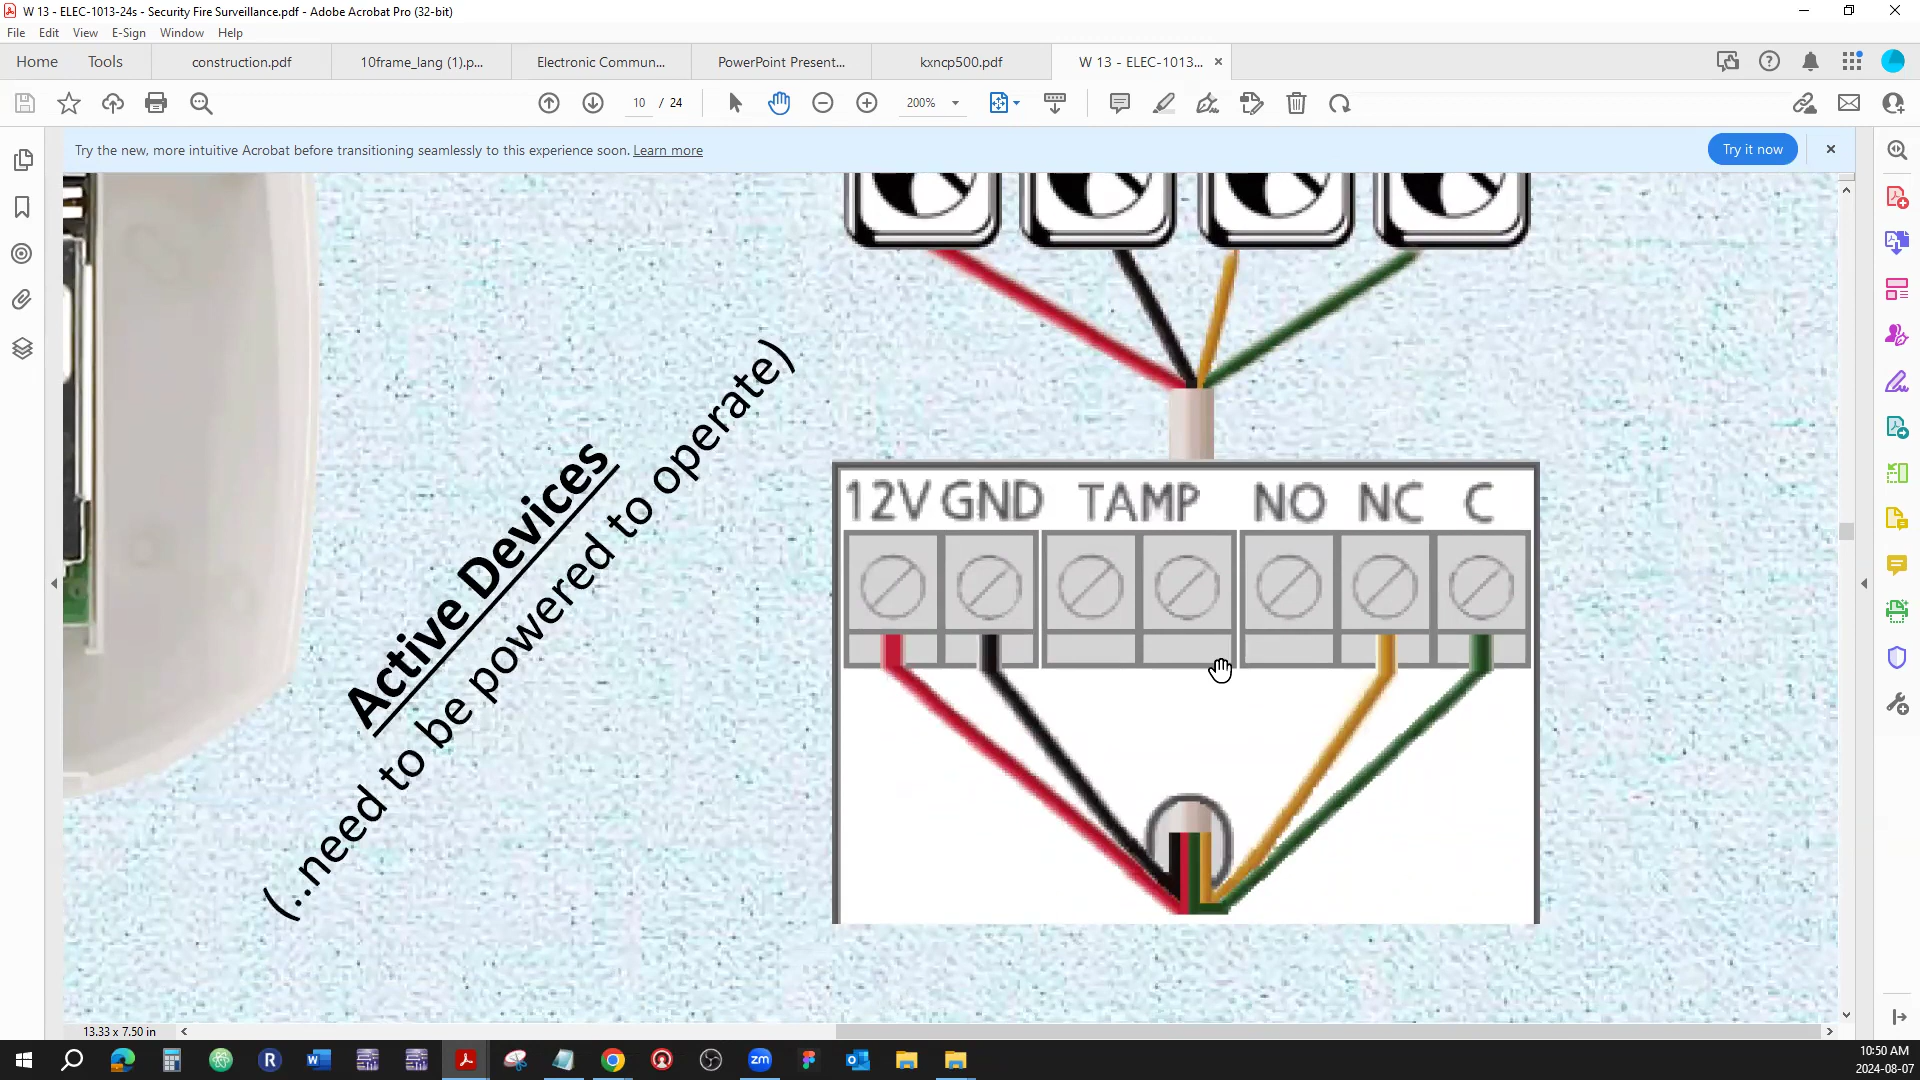 W 13 - ELEC-1013-24s - Security Fire Surveillance.pdf - Adobe Acrobat Pro (32-bit)
File Edit View E-Sign Window Help
Home Tools construction.pdf 10frame_lang (1).p... Electronic Commun... PowerPoint Present... kxncp500.pdf W 13 - ELEC-1013...
10 / 24 200%
Try the new, more intuitive Acrobat before transitioning seamlessly to this experience soon. Learn more Try it now
Active Devices
(..need to be powered to operate)
12V GND TAMP NO NC C
13.33 x 7.50 in
zm
10:50 AM
2024-08-07